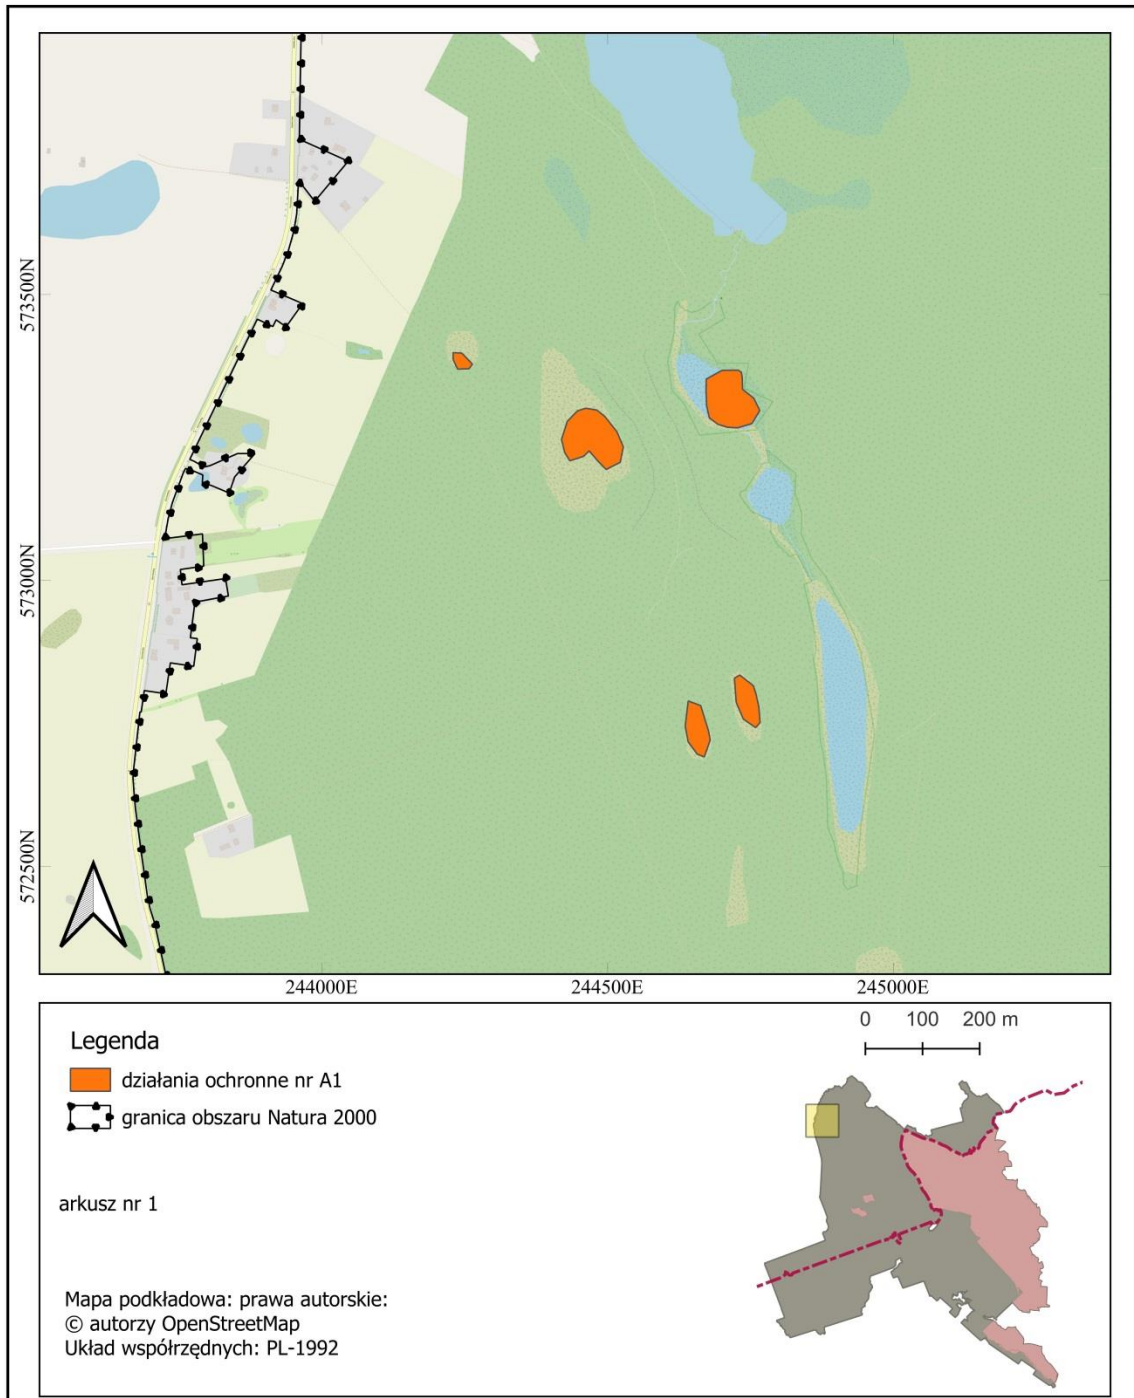 573500N
573000N
572500N
244000E
244500E
245000E
Legenda
działania ochronne nr A1
granica obszaru Natura 2000
arkusz nr 1
Mapa podkładowa: prawa autorskie:
© autorzy OpenStreetMap
Układ współrzędnych: PL-1992
0 100 200 m